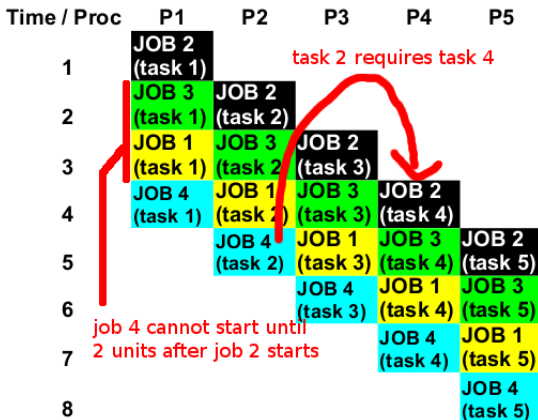 Time / Proc P1 P2 P3 P4 P5
task 2 requires task 4
1 JOB 2 (task 1)
2 JOB 3 (task 1) JOB 2 (task 2)
3 JOB 1 (task 1) JOB 3 (task 2 JOB 2 (task 3)
4 JOB 4 (task 1) JOB 1 (task 2) JOB 3 (task 3) JOB 2 (task 4)
5 JOB 4 (task 2) JOB 1 (task 3) JOB 3 (task 4) JOB 2 (task 5)
6 JOB 4 (task 3) JOB 1 (task 4) JOB 3 (task 5)
job 4 cannot start until
2 units after job 2 starts
7 JOB 4 (task 4) JOB 1 (task 5)
8 JOB 4 (task 5)